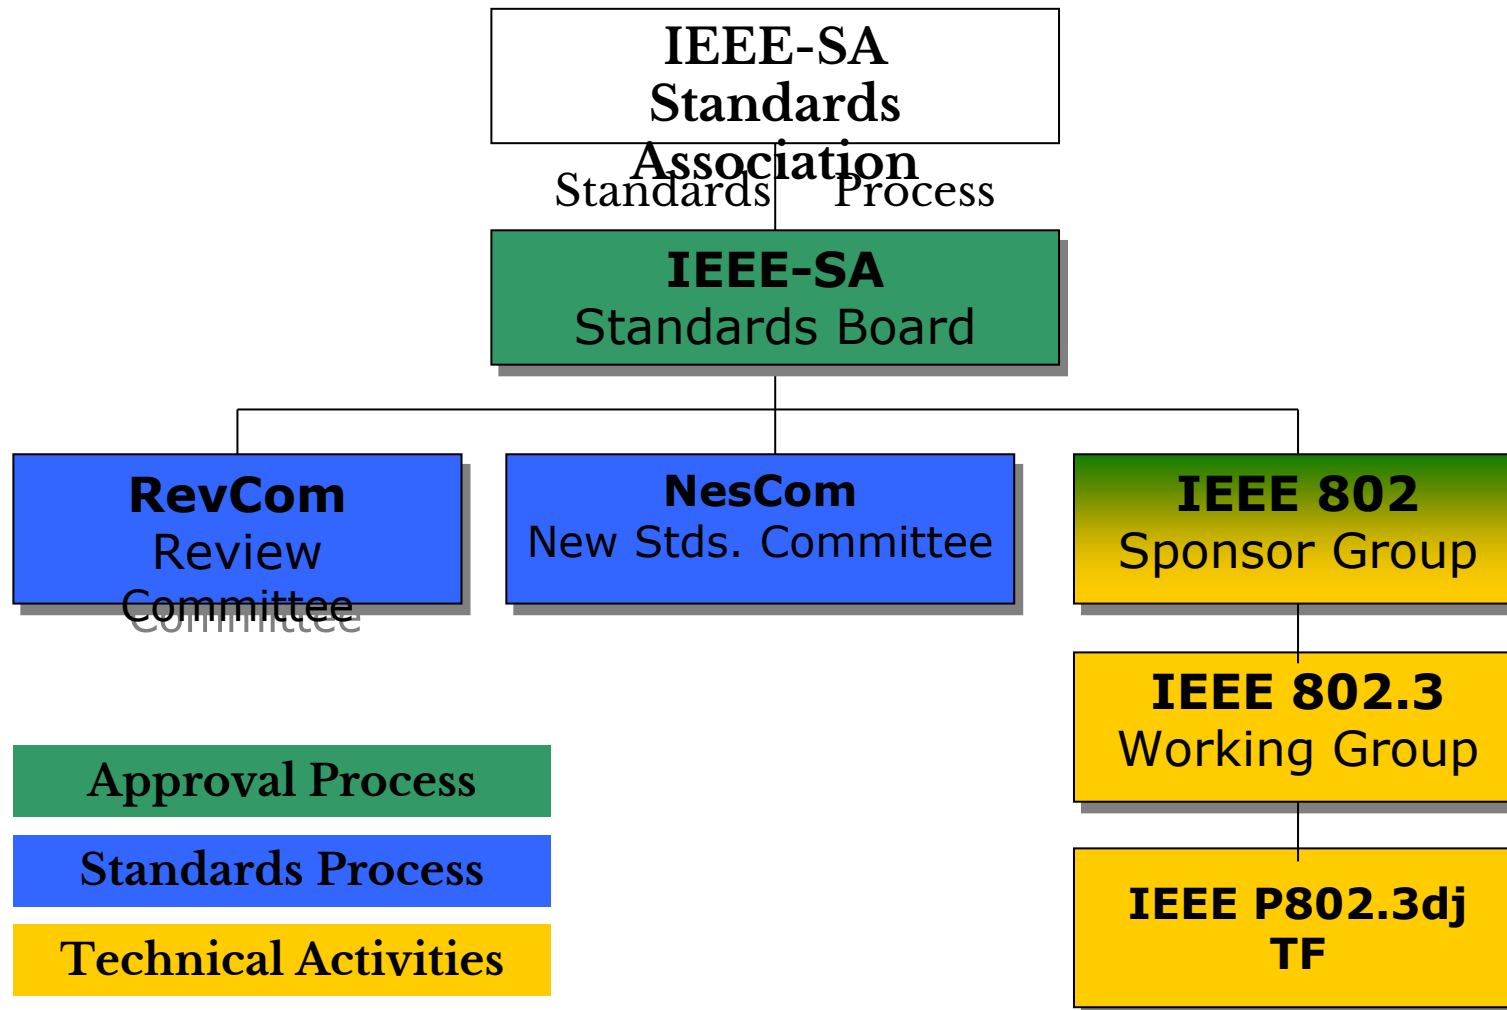 IEEE-SA
Standards
Association
Standards Process
IEEE-SA
Standards Board
RevCom
Review
Committee
NesCom
New Stds. Committee
IEEE 802
Sponsor Group
IEEE 802.3
Working Group
IEEE P802.3dj
TF
Approval Process
Standards Process
Technical Activities